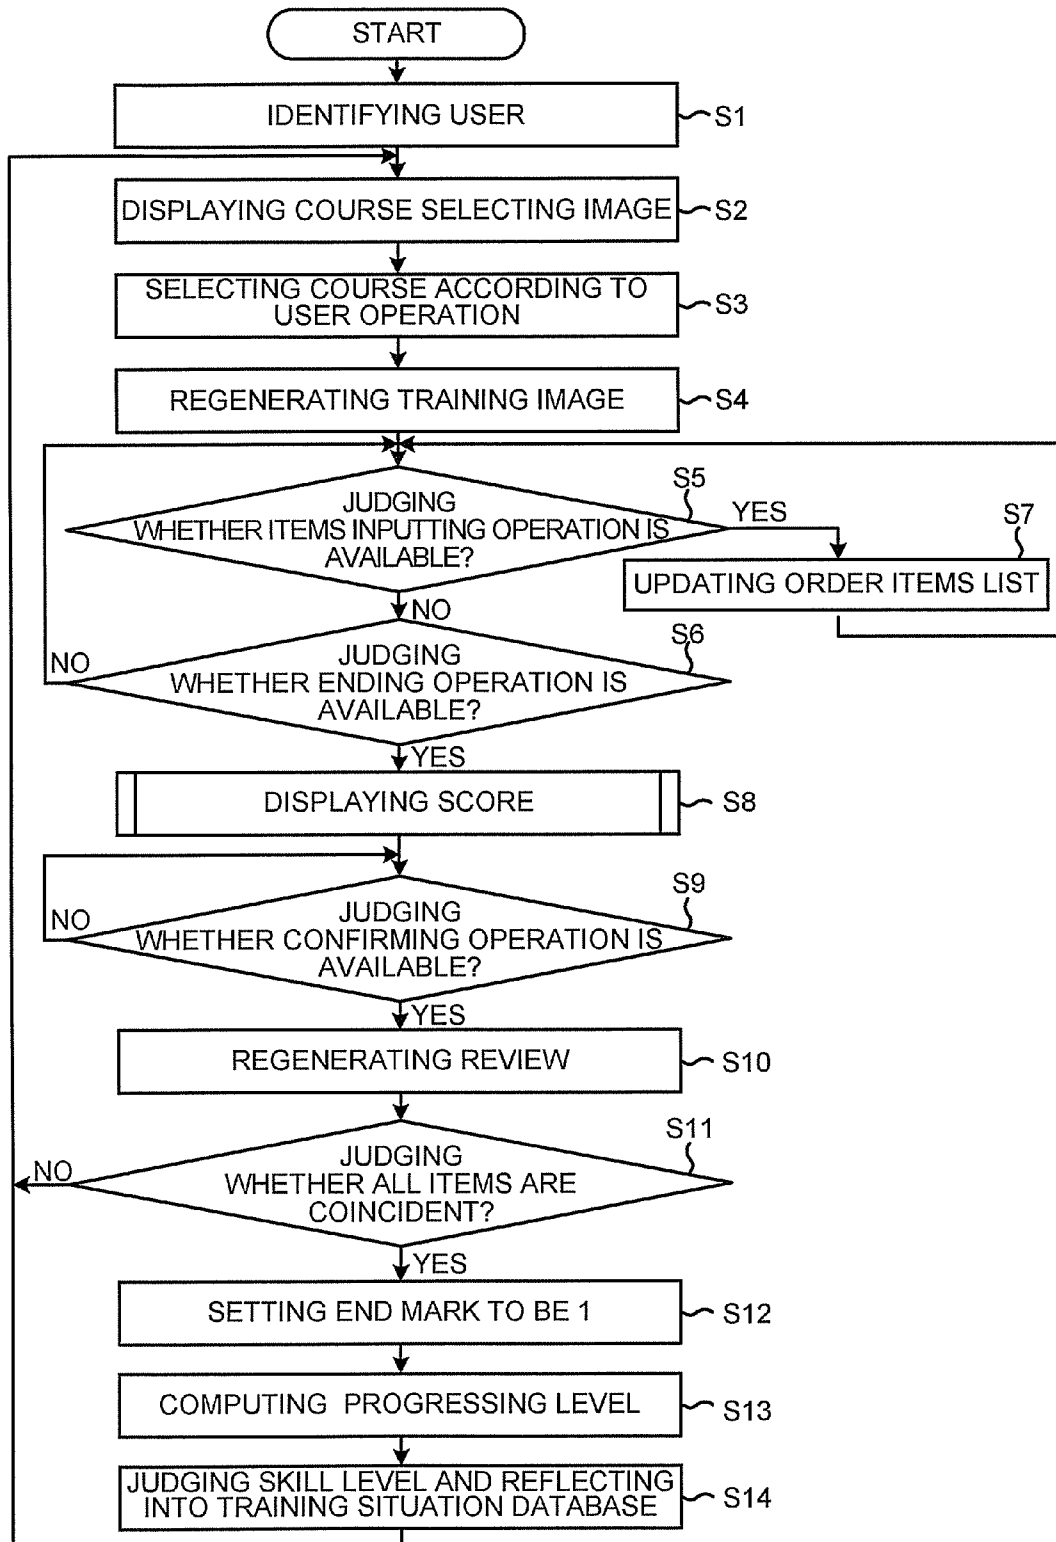 START
IDENTIFYING USER
S1
DISPLAYING COURSE SELECTING IMAGE
S2
SELECTING COURSE ACCORDING TO
USER OPERATION
S3
REGENERATING TRAINING IMAGE
S4
JUDGING
WHETHER ITEMS INPUTTING OPERATION IS
AVAILABLE?
S5
YES
S7
UPDATING ORDER ITEMS LIST
NO
S6
JUDGING
WHETHER ENDING OPERATION IS
AVAILABLE?
NO
YES
DISPLAYING SCORE
S8
S9
JUDGING
WHETHER CONFIRMING OPERATION IS
AVAILABLE?
NO
YES
REGENERATING REVIEW
S10
S11
JUDGING
WHETHER ALL ITEMS ARE
COINCIDENT?
NO
YES
SETTING END MARK TO BE 1
S12
COMPUTING PROGRESSING LEVEL
S13
JUDGING SKILL LEVEL AND REFLECTING
INTO TRAINING SITUATION DATABASE
S14